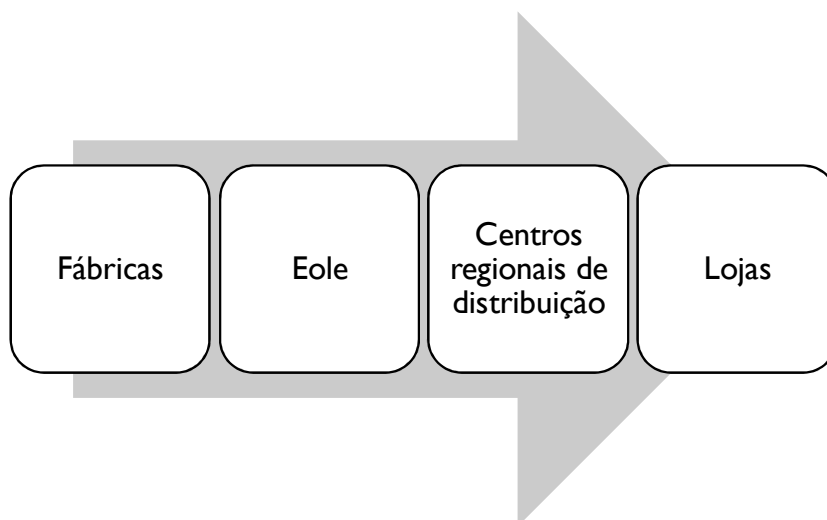 Fábricas
Eole
Centros
regionais de
distribuição
Lojas